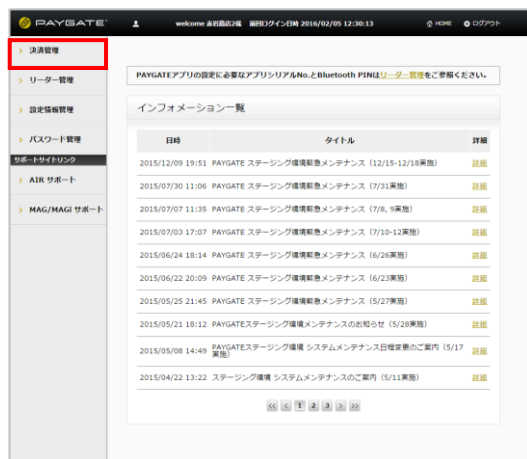 PAYGATE
welcome 赤岩商店2様 前回ログイン日時 2016/02/05 12:30:13
HOME
ログアウト
決済管理
リーダー管理
設定情報管理
パスワード管理
サポートサイトリンク
AIR サポート
MAG/MAGi サポート
PAYGATEアプリの設定に必要なアプリシリアルNo.とBluetooth PINはリーダー管理をご参照ください。
インフォメーション一覧
日時 タイトル 詳細
2015/12/09 19:51 PAYGATE ステージング環境緊急メンテナンス（12/15-12/18実施） 詳細
2015/07/30 11:06 PAYGATE ステージング環境緊急メンテナンス（7/31実施） 詳細
2015/07/07 11:35 PAYGATE ステージング環境緊急メンテナンス（7/8, 9実施） 詳細
2015/07/03 17:07 PAYGATE ステージング環境緊急メンテナンス（7/10-12実施） 詳細
2015/06/24 18:14 PAYGATE ステージング環境緊急メンテナンス（6/26実施） 詳細
2015/06/22 20:09 PAYGATE ステージング環境緊急メンテナンス（6/23実施） 詳細
2015/05/25 21:45 PAYGATE ステージング環境緊急メンテナンス（5/27実施） 詳細
2015/05/21 18:12 PAYGATEステージング環境メンテナンスのお知らせ（5/28実施） 詳細
2015/05/08 14:49 PAYGATEステージング環境 システムメンテナンス日程変更のご案内（5/17
実施） 詳細
2015/04/22 13:22 ステージング環境 システムメンテナンスのご案内（5/11実施） 詳細
<< < 1 2 3 > >>